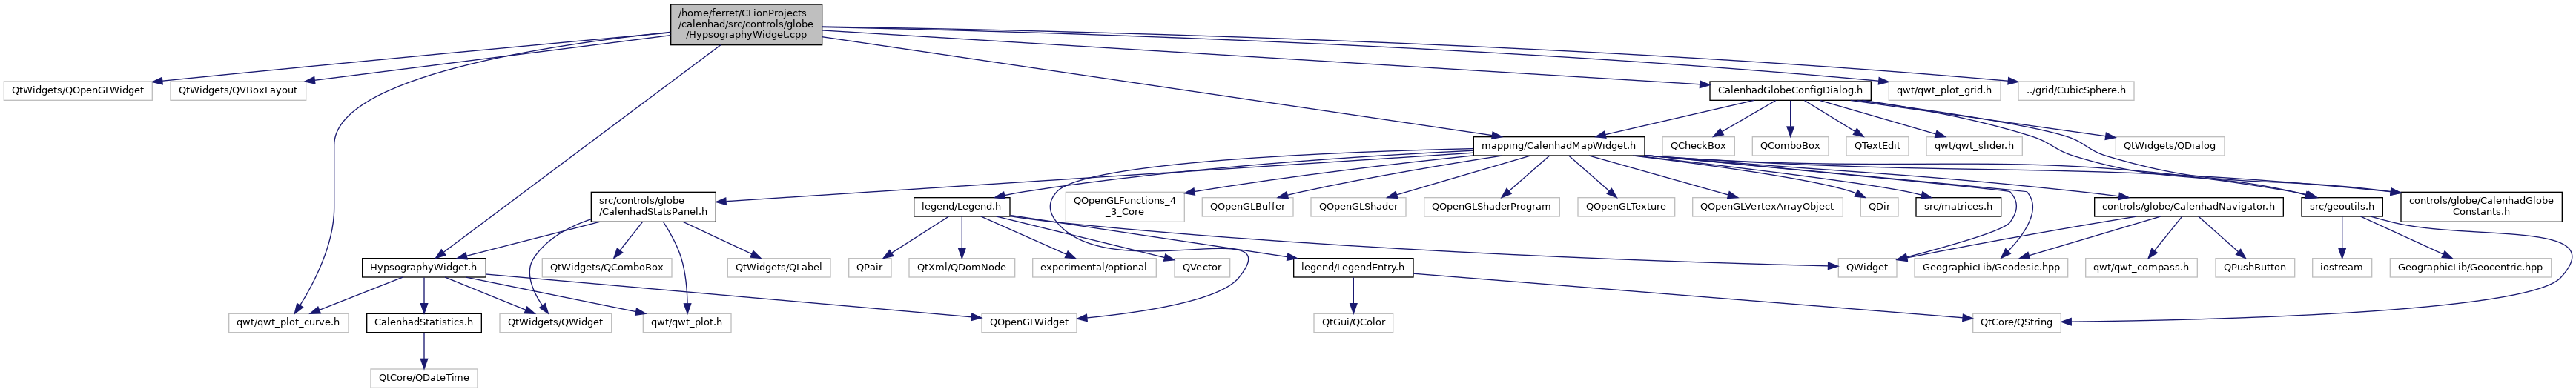 /home/ferret/CLionProjects
/calenhad/src/controls/globe
/HypsographyWidget.cpp
QtWidgets/QOpenGLWidget
QtWidgets/QVBoxLayout
CalenhadGlobeConfigDialog.h
qwt/qwt_plot_grid.h
../grid/CubicSphere.h
mapping/CalenhadMapWidget.h
QCheckBox
QComboBox
QTextEdit
qwt/qwt_slider.h
QtWidgets/QDialog
src/controls/globe
/CalenhadStatsPanel.h
legend/Legend.h
QOpenGLFunctions_4
_3_Core
QOpenGLBuffer
QOpenGLShader
QOpenGLShaderProgram
QOpenGLTexture
QOpenGLVertexArrayObject
QDir
src/matrices.h
controls/globe/CalenhadNavigator.h
src/geoutils.h
controls/globe/CalenhadGlobe
Constants.h
HypsographyWidget.h
QtWidgets/QComboBox
QtWidgets/QLabel
QPair
QtXml/QDomNode
experimental/optional
QVector
legend/LegendEntry.h
QWidget
GeographicLib/Geodesic.hpp
qwt/qwt_compass.h
QPushButton
iostream
GeographicLib/Geocentric.hpp
qwt/qwt_plot_curve.h
CalenhadStatistics.h
QtWidgets/QWidget
qwt/qwt_plot.h
QOpenGLWidget
QtGui/QColor
QtCore/QString
QtCore/QDateTime